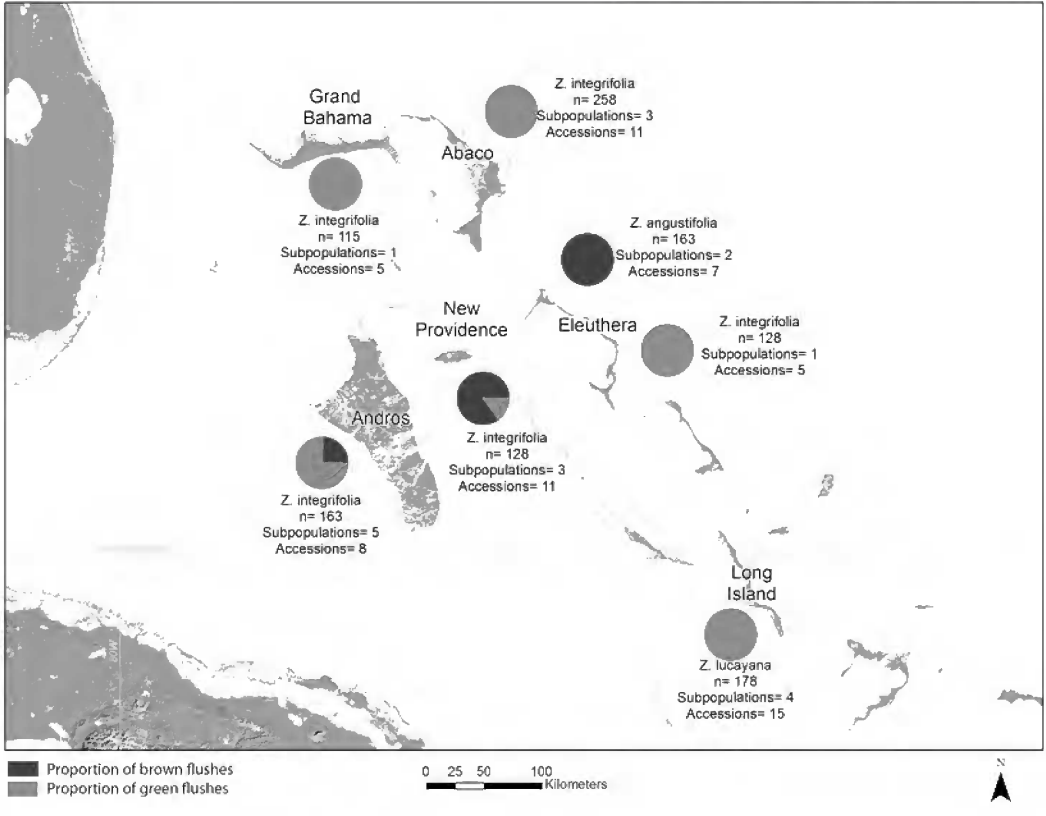 Z. integrifolia
n= 258
Subpopulations= 3
Accessions= 11
Grand
Bahama
Abaco
Z. integrifolia
n= 115
Subpopulations= 1
Accessions= 5
Z. angustifolia
n= 163
Subpopulations= 2
Accessions= 7
New
Providence
Eleuthera
Z. integrifolia
n= 128
Subpopulations= 1
Accessions= 5
Andros
Z. integrifolia
n= 128
Subpopulations= 3
Accessions= 11
Z. integrifolia
n= 163
Subpopulations= 5
Accessions= 8
Long
Island
Z. lucayana
n= 178
Subpopulations= 4
Accessions= 15
Proportion of brown flushes
Proportion of green flushes
0 25 50 100
Kilometers
N